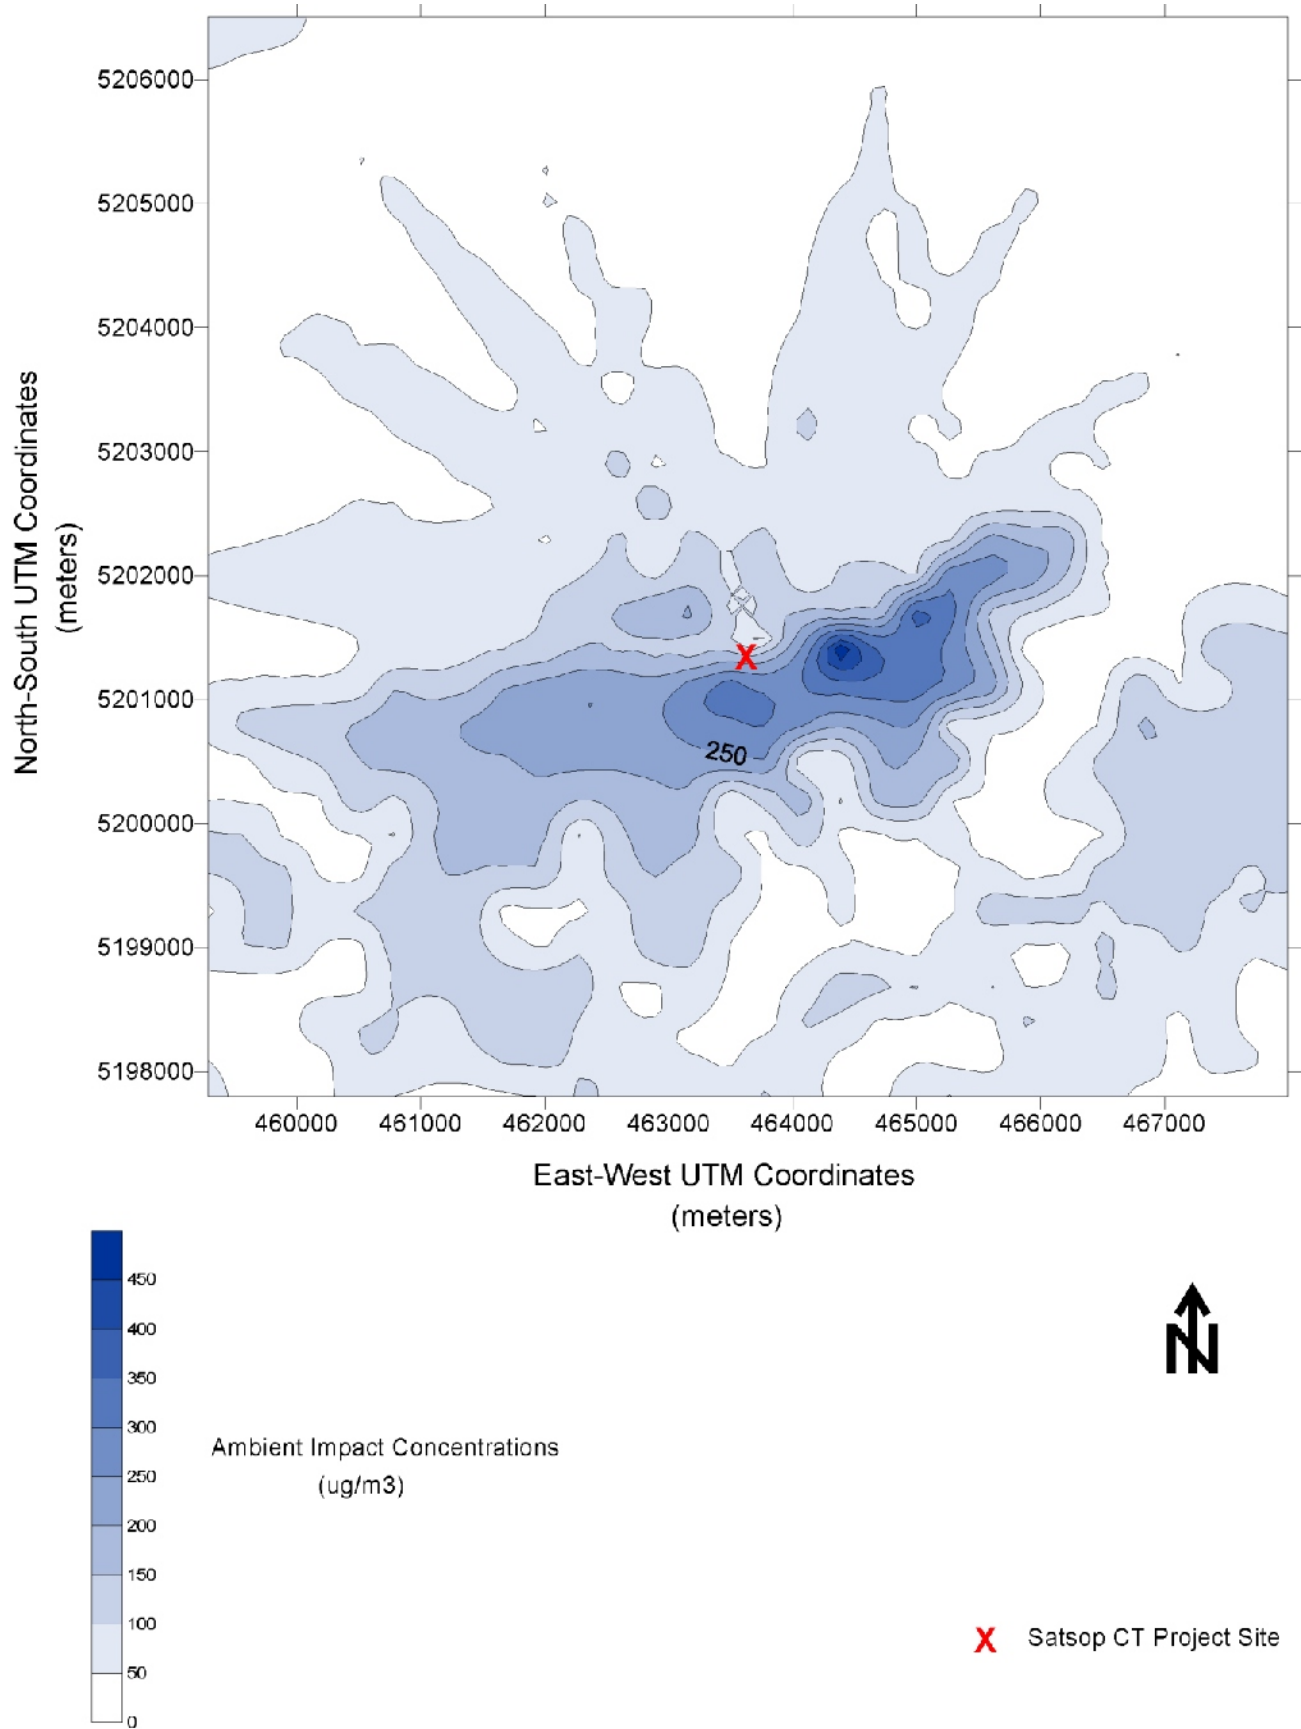 5206000
5205000
5204000
5203000
5202000
5201000
5200000
5199000
5198000
North-South UTM Coordinates
(meters)
250
X
460000 461000 462000 463000 464000 465000 466000 467000
East-West UTM Coordinates
(meters)
450
400
350
300
250
200
150
100
50
0
Ambient Impact Concentrations
(ug/m3)
N
X Satsop CT Project Site